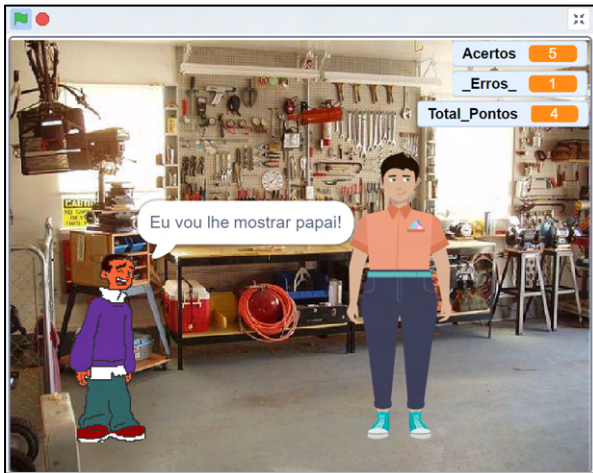 Acertos 5
_Erros_ 1
Total_Pontos 4
CAUTION
Eu vou lhe mostrar papai!